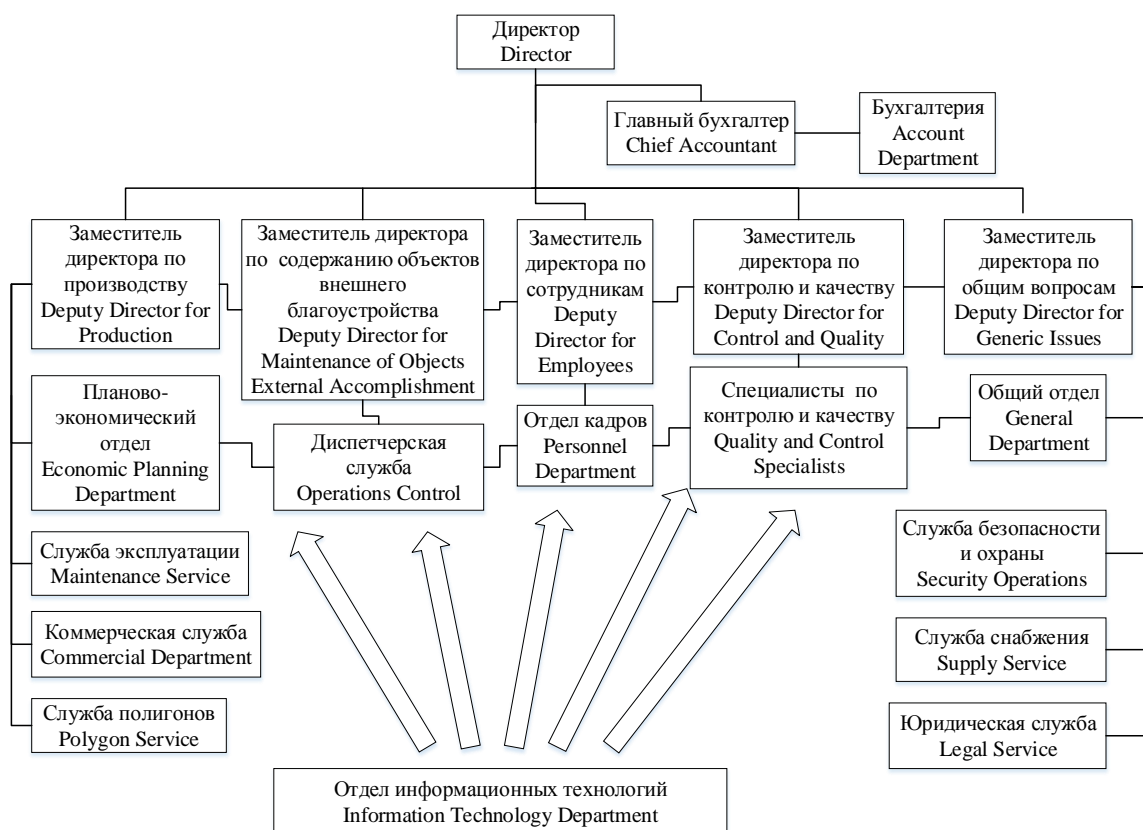 Директор
Director
Главный бухгалтер
Chief Accountant
Бухгалтерия
Account
Department
Заместитель
директора по
производству
Deputy Director for
Production
Заместитель директора
по содержанию объектов
внешнего
благоустройства
Deputy Director for
Maintenance of Objects
External Accomplishment
Заместитель
директора по
сотрудникам
Deputy
Director for
Employees
Заместитель
директора по
контролю и качеству
Deputy Director for
Control and Quality
Заместитель
директора по
общим вопросам
Deputy Director for
Generic Issues
Планово-
экономический
отдел
Economic Planning
Department
Диспетчерская
служба
Operations Control
Отдел кадров
Personnel
Department
Специалисты по
контролю и качеству
Quality and Control
Specialists
Общий отдел
General
Department
Служба эксплуатации
Maintenance Service
Служба безопасности
и охраны
Security Operations
Коммерческая служба
Commercial Department
Служба снабжения
Supply Service
Служба полигонов
Polygon Service
Юридическая служба
Legal Service
Отдел информационных технологий
Information Technology Department